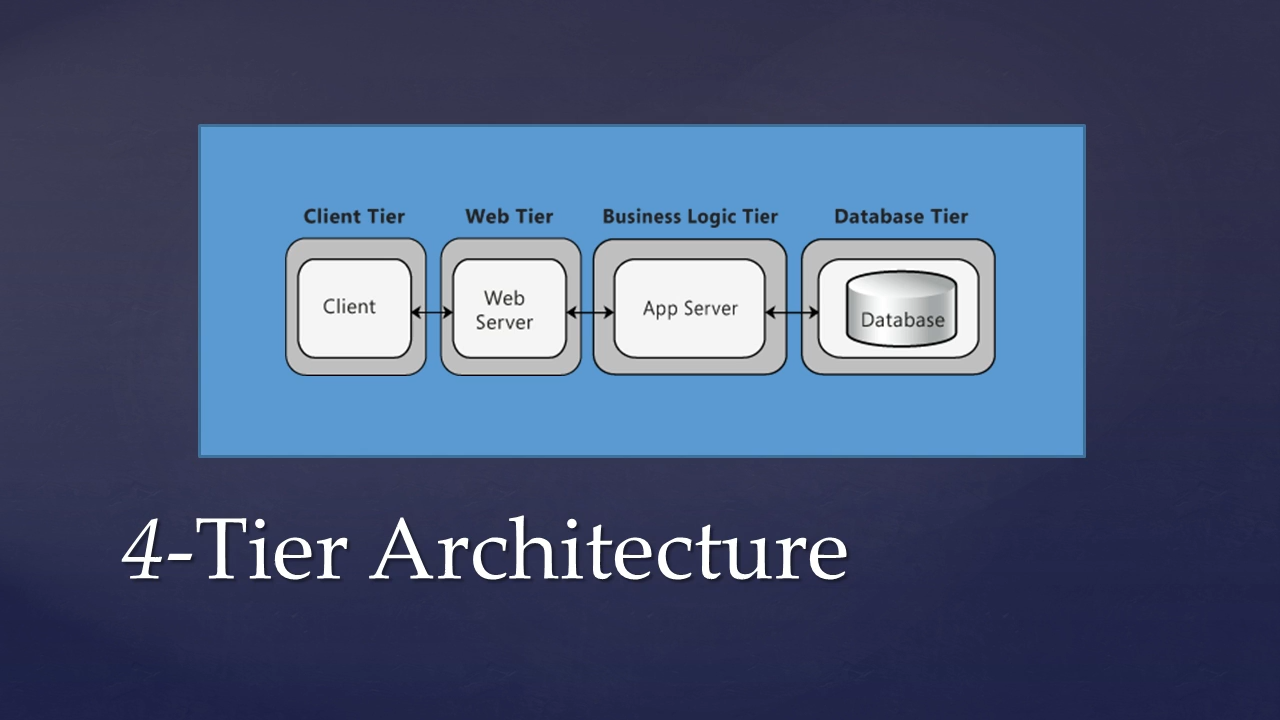 Client Tier
Web Tier
Business Logic Tier
Database Tier
Client
Web
Server
App Server
Database
4-Tier Architecture